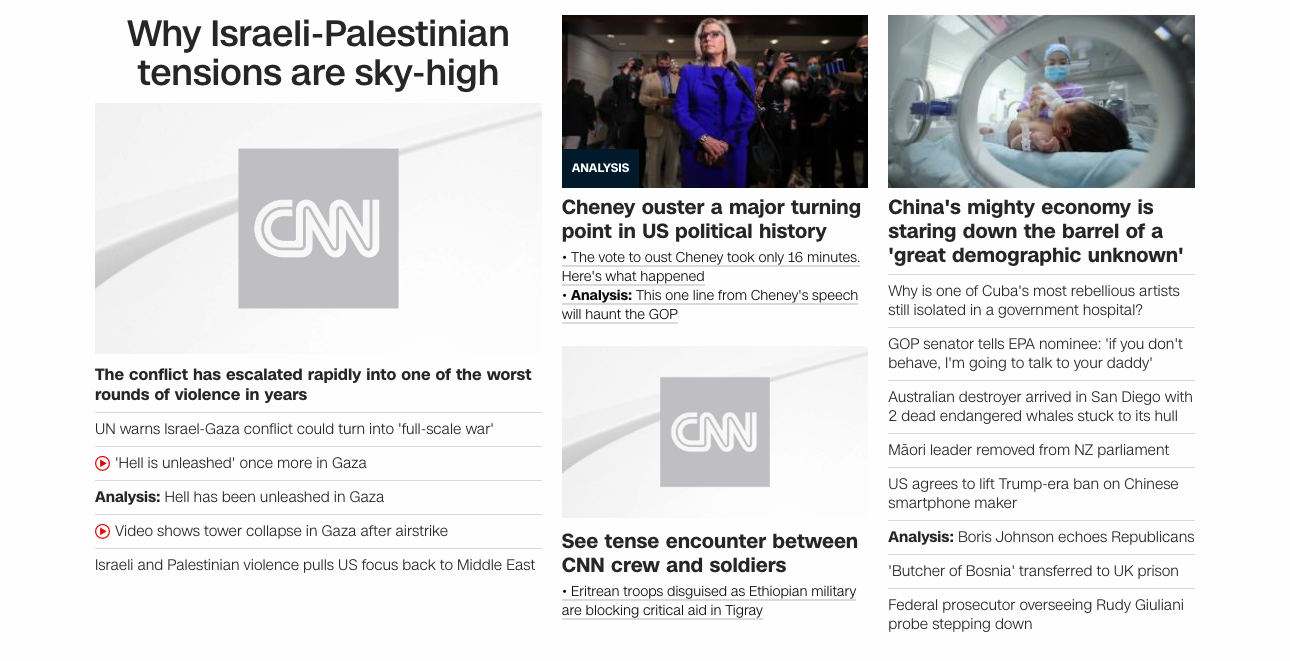 Why Israeli-Palestinian
tensions are sky-high
CNN
The conflict has escalated rapidly into one of the worst
rounds of violence in years
UN warns Israel-Gaza conflict could turn into 'full-scale war'
'Hell is unleashed' once more in Gaza
Analysis: Hell has been unleashed in Gaza
Video shows tower collapse in Gaza after airstrike
Israeli and Palestinian violence pulls US focus back to Middle East
ANALYSIS
Cheney ouster a major turning
point in US political history
• The vote to oust Cheney took only 16 minutes.
Here's what happened
• Analysis: This one line from Cheney's speech
will haunt the GOP
CNN
See tense encounter between
CNN crew and soldiers
• Eritrean troops disguised as Ethiopian military
are blocking critical aid in Tigray
China's mighty economy is
staring down the barrel of a
'great demographic unknown'
Why is one of Cuba's most rebellious artists
still isolated in a government hospital?
GOP senator tells EPA nominee: 'if you don't
behave, I'm going to talk to your daddy'
Australian destroyer arrived in San Diego with
2 dead endangered whales stuck to its hull
Māori leader removed from NZ parliament
US agrees to lift Trump-era ban on Chinese
smartphone maker
Analysis: Boris Johnson echoes Republicans
'Butcher of Bosnia' transferred to UK prison
Federal prosecutor overseeing Rudy Giuliani
probe stepping down